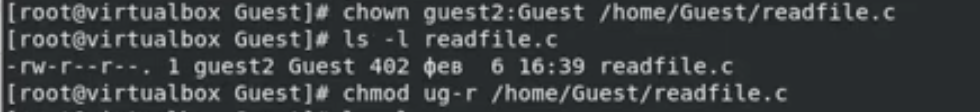 [root@virtualbox Guest]# chown guest2:Guest /home/Guest/readfile.c
[root@virtualbox Guest]# ls -l readfile.c
-rw-r--r--. 1 guest2 Guest 402 фев  6 16:39 readfile.c
[root@virtualbox Guest]# chmod ug-r /home/Guest/readfile.c